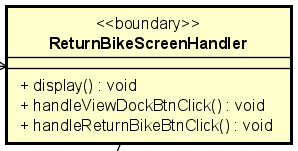 <<boundary>>
ReturnBikeScreenHandler
+ display() : void
+ handleViewDockBtnClick() : void
+ handleReturnBikeBtnClick() : void